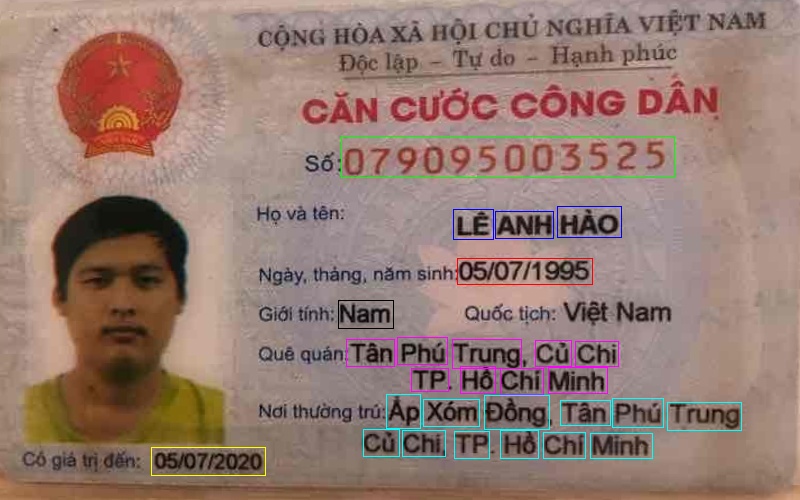 CỘNG HÒA XÃ HỘI CHỦ NGHĨA VIỆT NAM
Độc lập – Tự do – Hạnh phúc
CĂN CƯỚC CÔNG DÂN
Số: 079095003525
Họ và tên: LÊ ANH HÀO
Ngày, tháng, năm sinh: 05/07/1995
Giới tính: Nam Quốc tịch: Việt Nam
Quê quán: Tân Phú Trung, Củ Chi
TP. Hồ Chí Minh
Nơi thường trú: Ấp Xóm Đồng, Tân Phú Trung
Củ Chi, TP. Hồ Chí Minh
Có giá trị đến: 05/07/2020